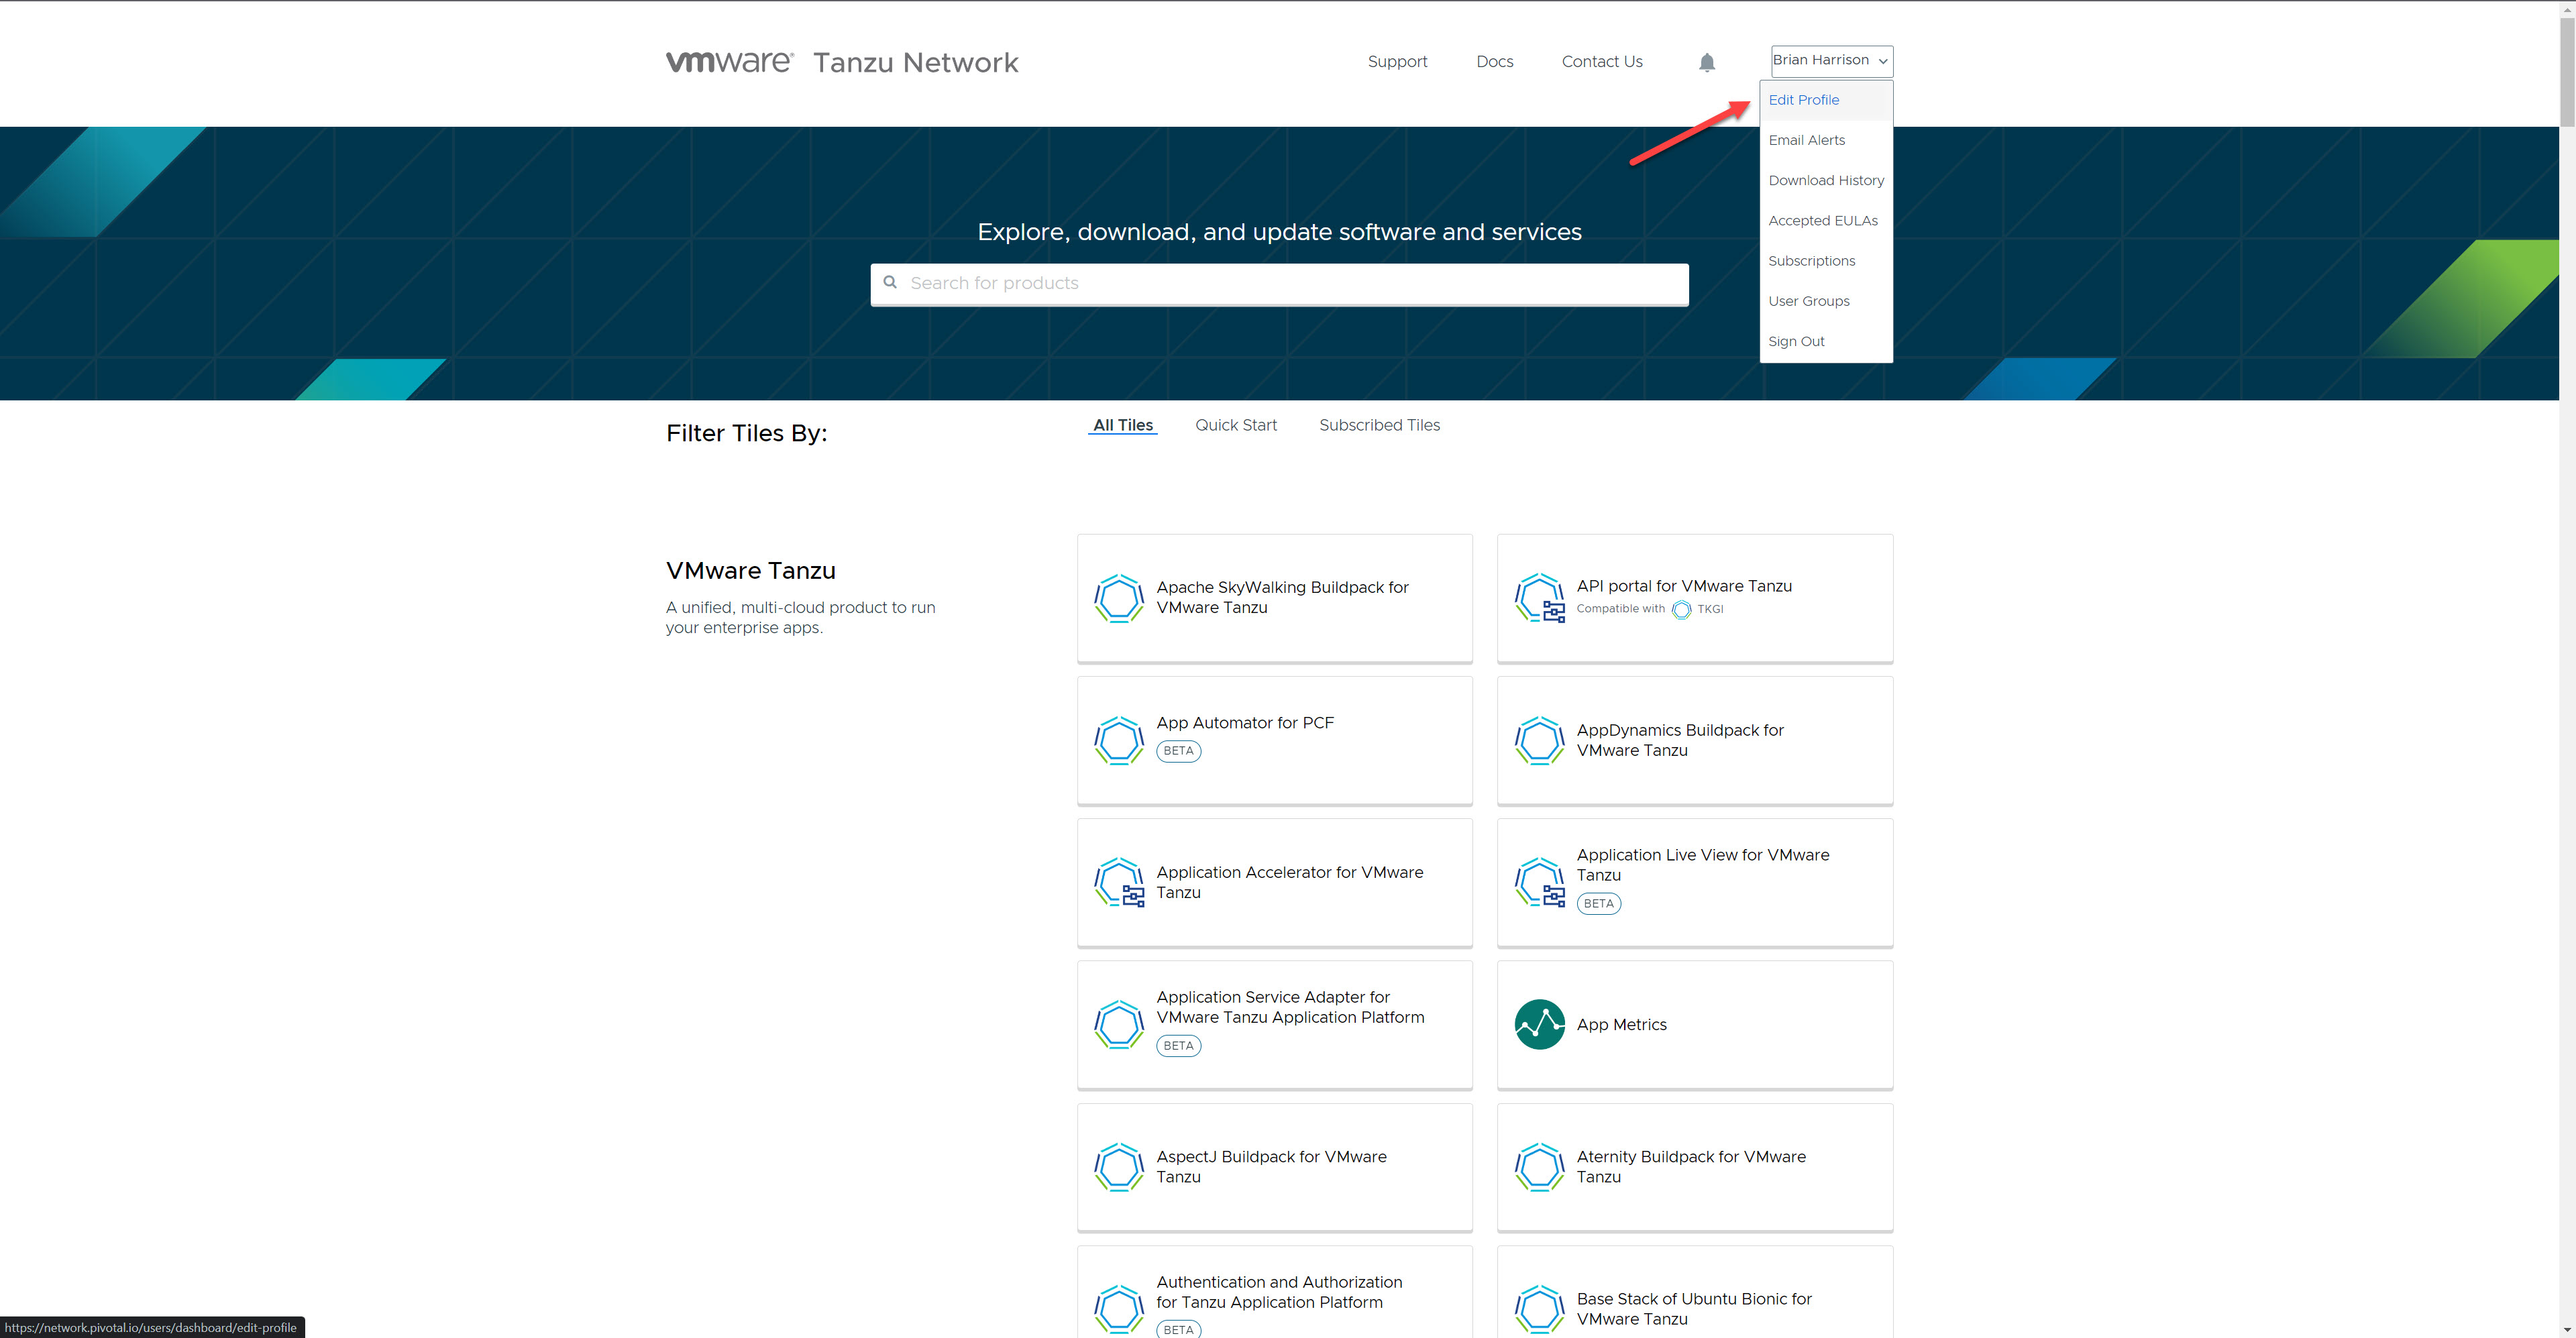 vmware® Tanzu Network
Support
Docs
Contact Us
Brian Harrison
Edit Profile
Email Alerts
Download History
Accepted EULAs
Subscriptions
User Groups
Sign Out
Explore, download, and update software and services
Search for products
Filter Tiles By:
All Tiles
Quick Start
Subscribed Tiles
VMware Tanzu
A unified, multi-cloud product to run
your enterprise apps.
Apache SkyWalking Buildpack for
VMware Tanzu
API portal for VMware Tanzu
Compatible with TKGI
App Automator for PCF
BETA
AppDynamics Buildpack for
VMware Tanzu
Application Accelerator for VMware
Tanzu
Application Live View for VMware
Tanzu
BETA
Application Service Adapter for
VMware Tanzu Application Platform
BETA
App Metrics
AspectJ Buildpack for VMware
Tanzu
Aternity Buildpack for VMware
Tanzu
Authentication and Authorization
for Tanzu Application Platform
BETA
Base Stack of Ubuntu Bionic for
VMware Tanzu
https://network.pivotal.io/users/dashboard/edit-profile